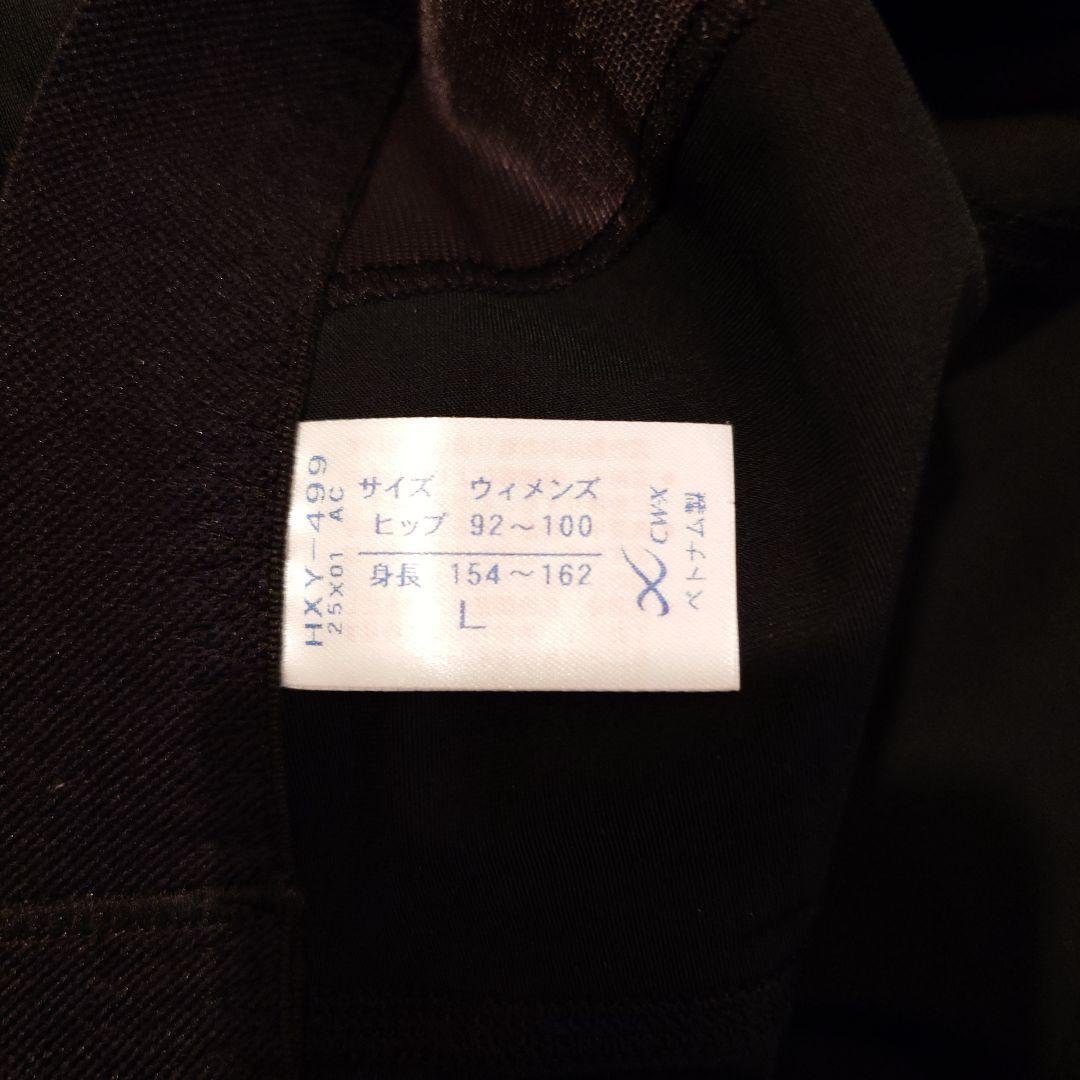 サイズ ウィメンズ
ヒップ 92～100
身長 154～162
L
HXY-499
25X01 AC
CW-X
ベトナム製